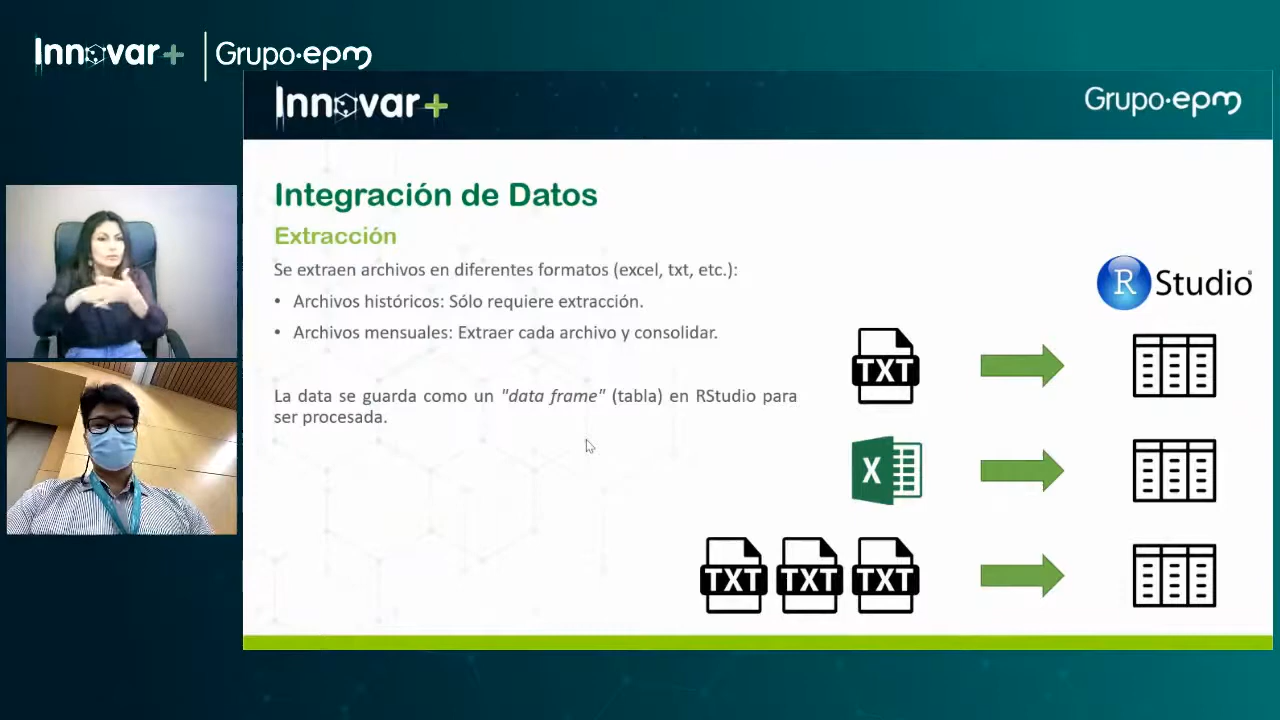 Innovar+ Grupo·epm
Innovar+ Grupo·epm
Integración de Datos
Extracción
Se extraen archivos en diferentes formatos (excel, txt, etc.):
• Archivos históricos: Sólo requiere extracción.
• Archivos mensuales: Extraer cada archivo y consolidar.
La data se guarda como un "data frame" (tabla) en RStudio para
ser procesada.
R Studio
TXT
X
TXT TXT TXT